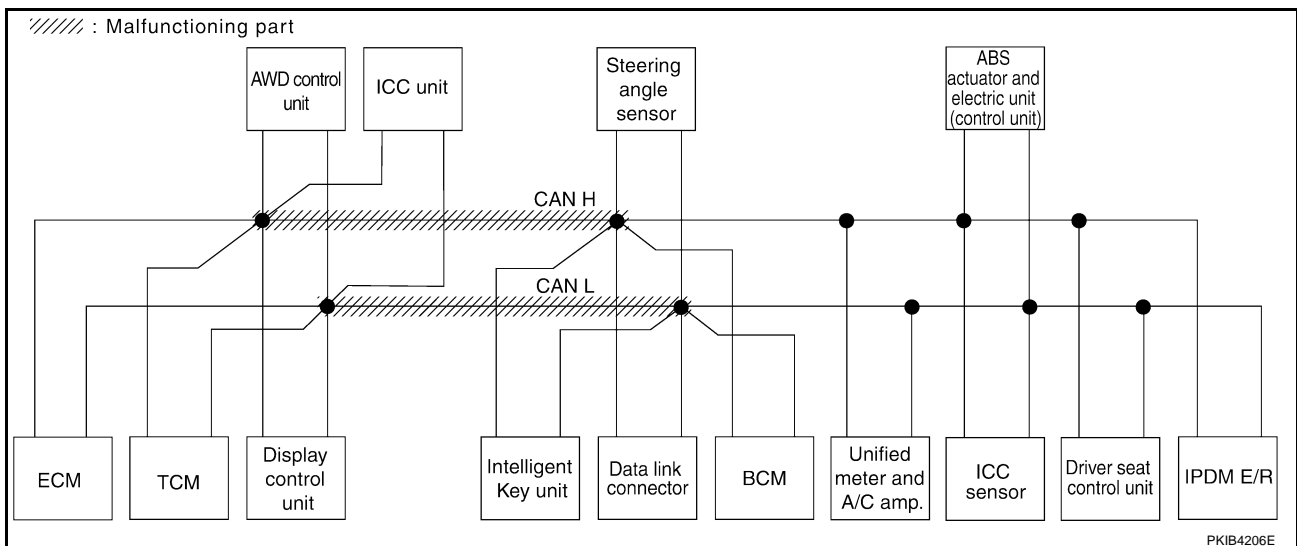 : Malfunctioning part
AWD control
unit
ICC unit
Steering
angle
sensor
ABS
actuator and
electric unit
(control unit)
CAN H
CAN L
ECM
TCM
Display
control
unit
Intelligent
Key unit
Data link
connector
BCM
Unified
meter and
A/C amp.
ICC
sensor
Driver seat
control unit
IPDM E/R
PKIB4206E